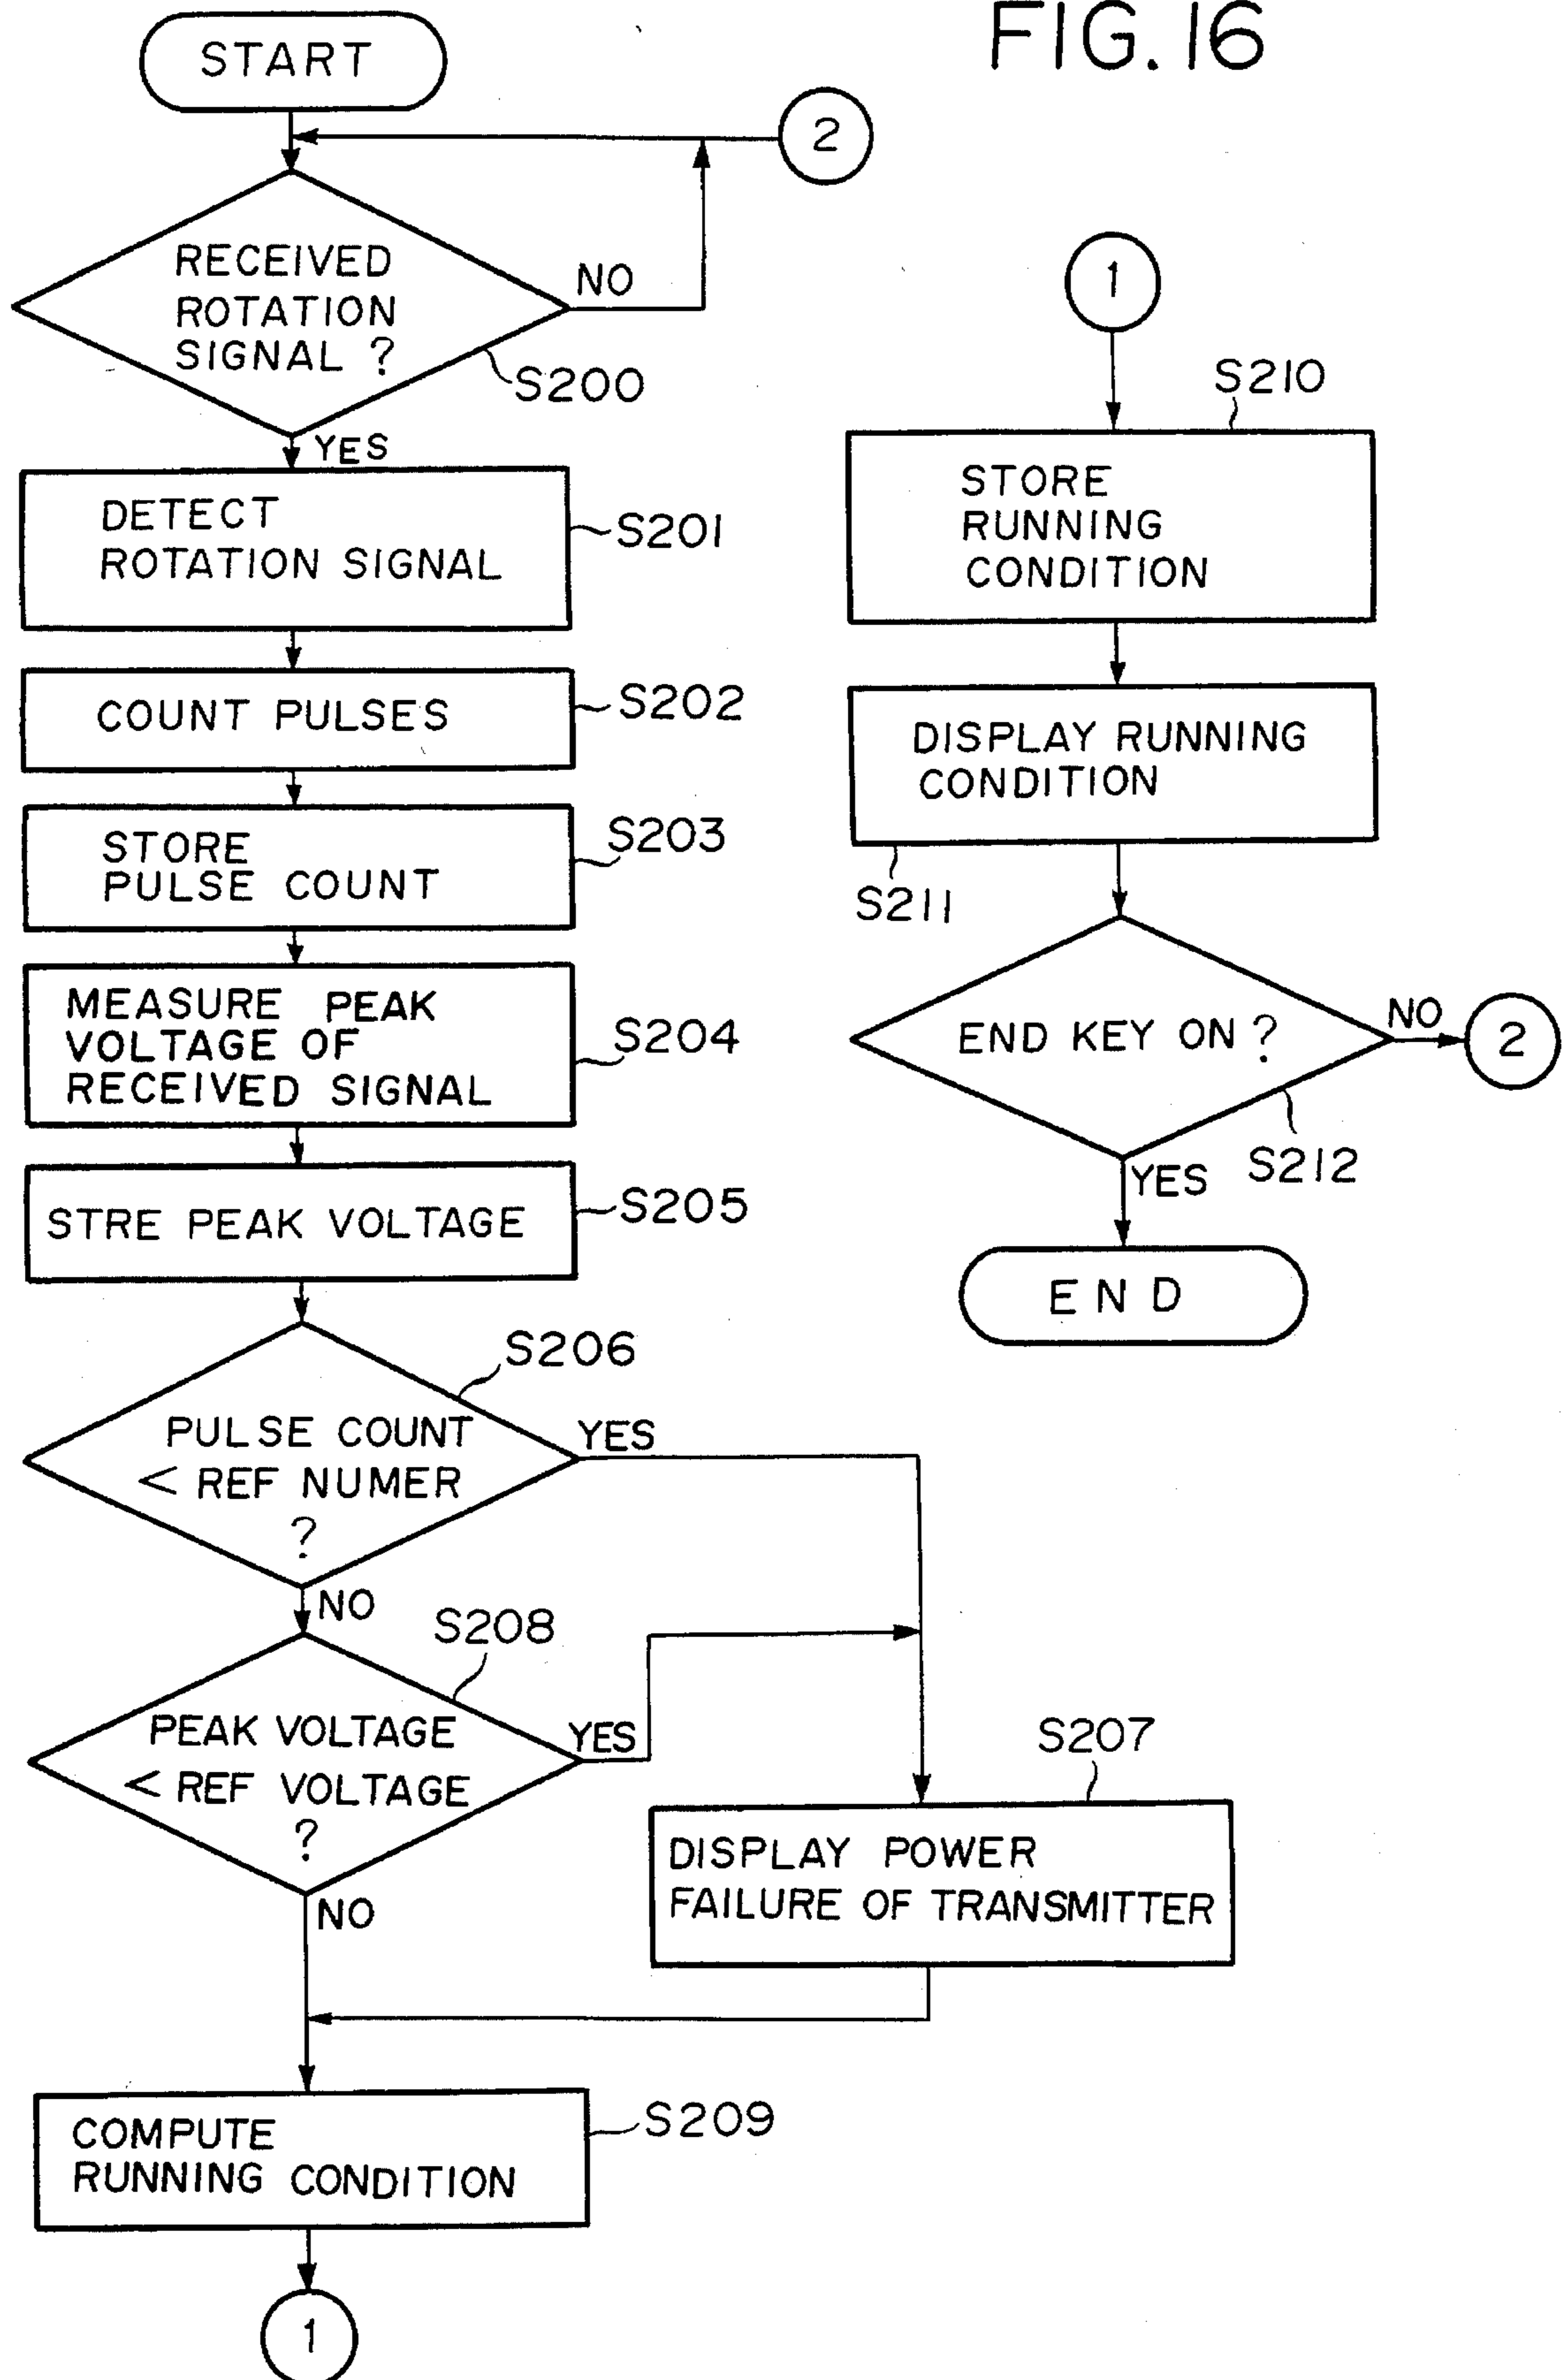 FIG. 16
START
2
RECEIVED
ROTATION
SIGNAL ?
NO
S200
YES
DETECT
ROTATION SIGNAL
S201
COUNT PULSES
S202
STORE
PULSE COUNT
S203
MEASURE PEAK
VOLTAGE OF
RECEIVED SIGNAL
S204
STRE PEAK VOLTAGE
S205
S206
PULSE COUNT
< REF NUMER
?
YES
NO
S208
PEAK VOLTAGE
< REF VOLTAGE
?
YES
NO
S207
DISPLAY POWER
FAILURE OF TRANSMITTER
COMPUTE
RUNNING CONDITION
S209
1
1
S210
STORE
RUNNING
CONDITION
DISPLAY RUNNING
CONDITION
S211
END KEY ON ?
NO
2
S212
YES
END